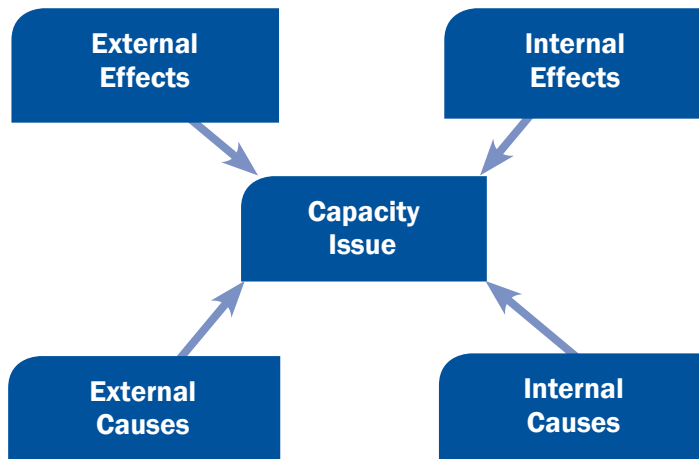 External
Effects
Internal
Effects
Capacity
Issue
External
Causes
Internal
Causes